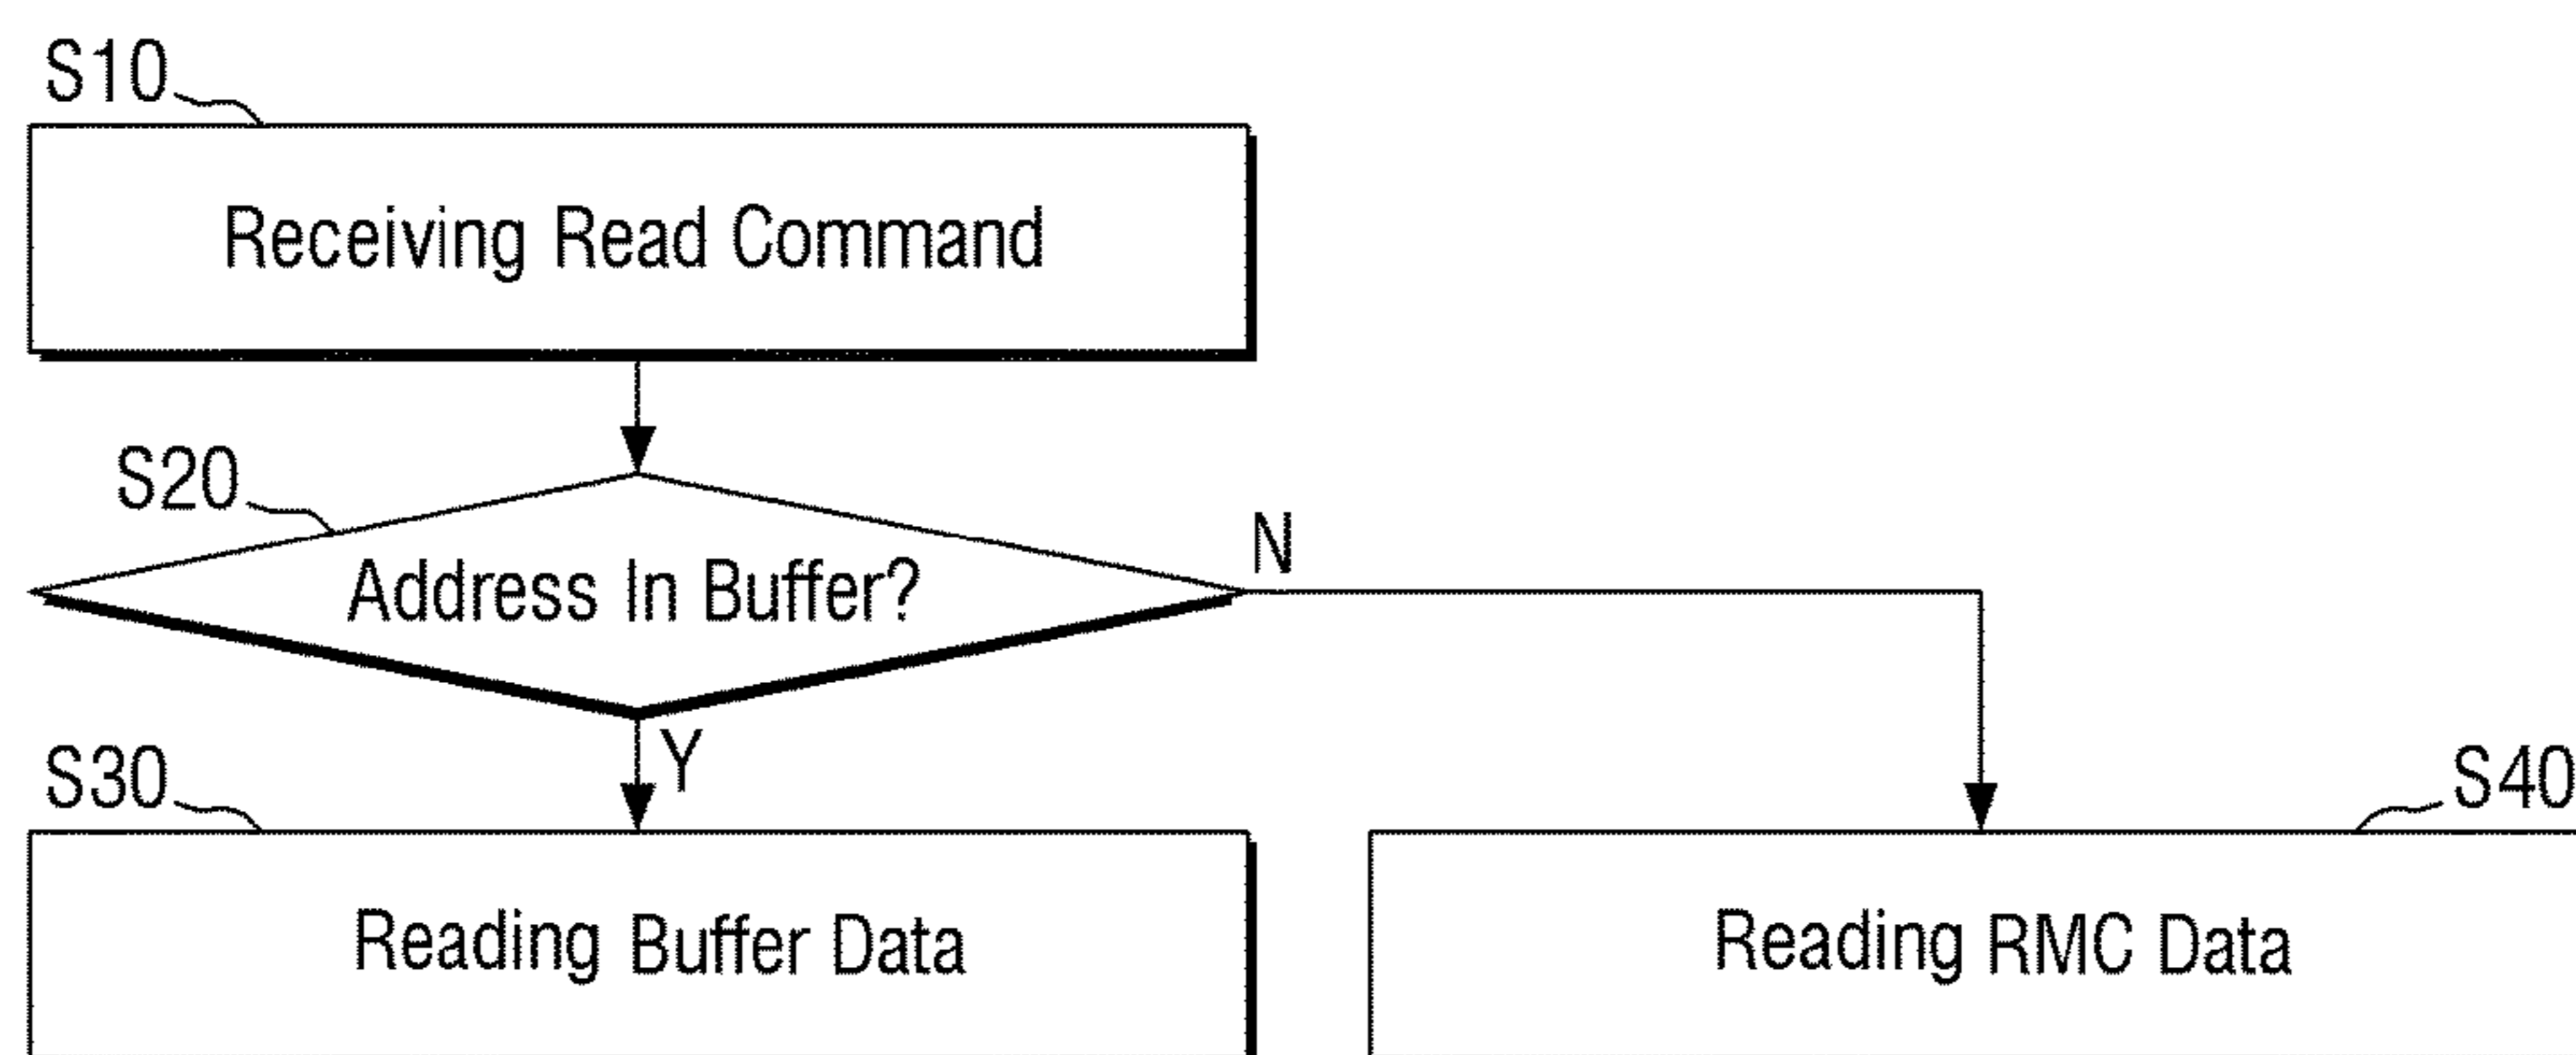 S10
Receiving Read Command
S20
Address In Buffer?
N
Y
S30
S40
Reading Buffer Data
Reading RMC Data